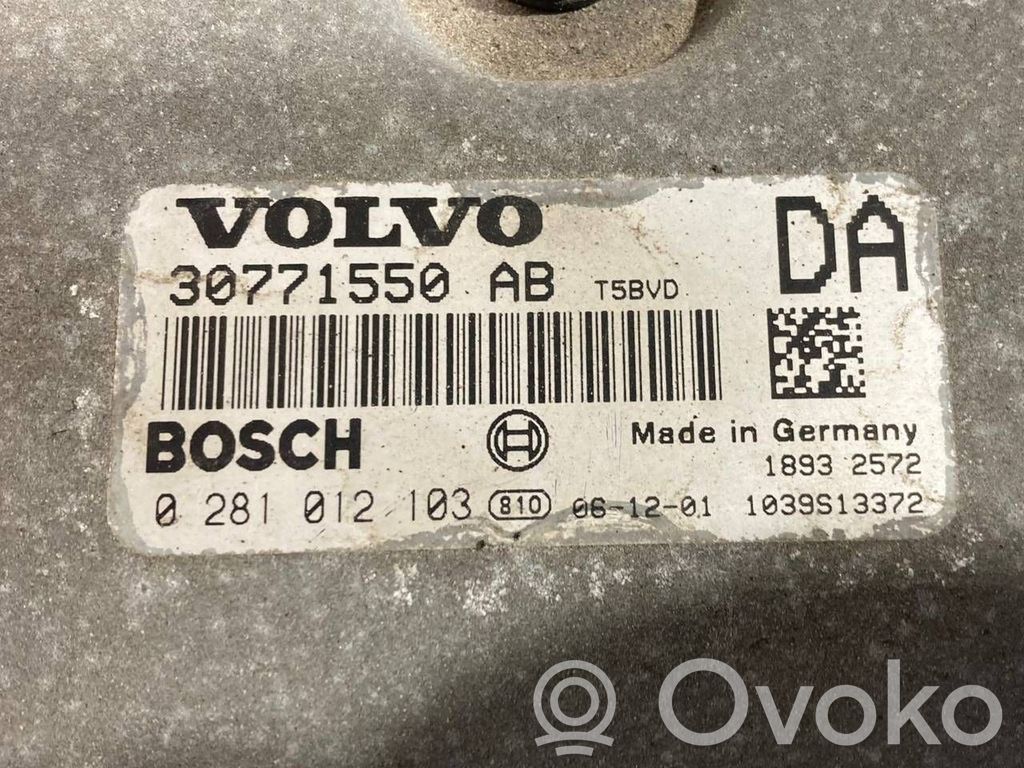 VOLVO
30771550 AB T5BVD DA
BOSCH
Made in Germany
1893 2572
0 281 012 103 810 06-12-01 1039S13372
Ovoko